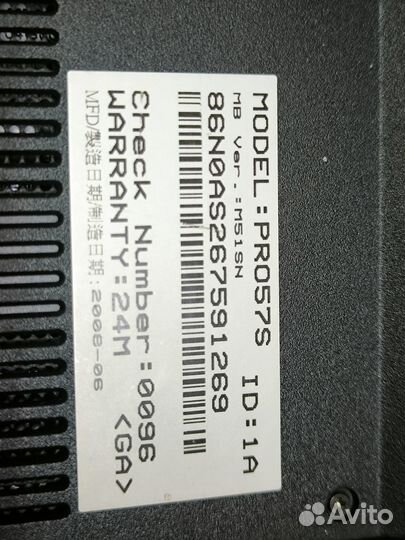 MODEL:PRO57S ID:1A
MB Ver.:M51SN
86N0AS267591269
Check Number:0096
WARRANTY:24M <GA>
MFD/製造日期/制造日期:2008-06
Avito